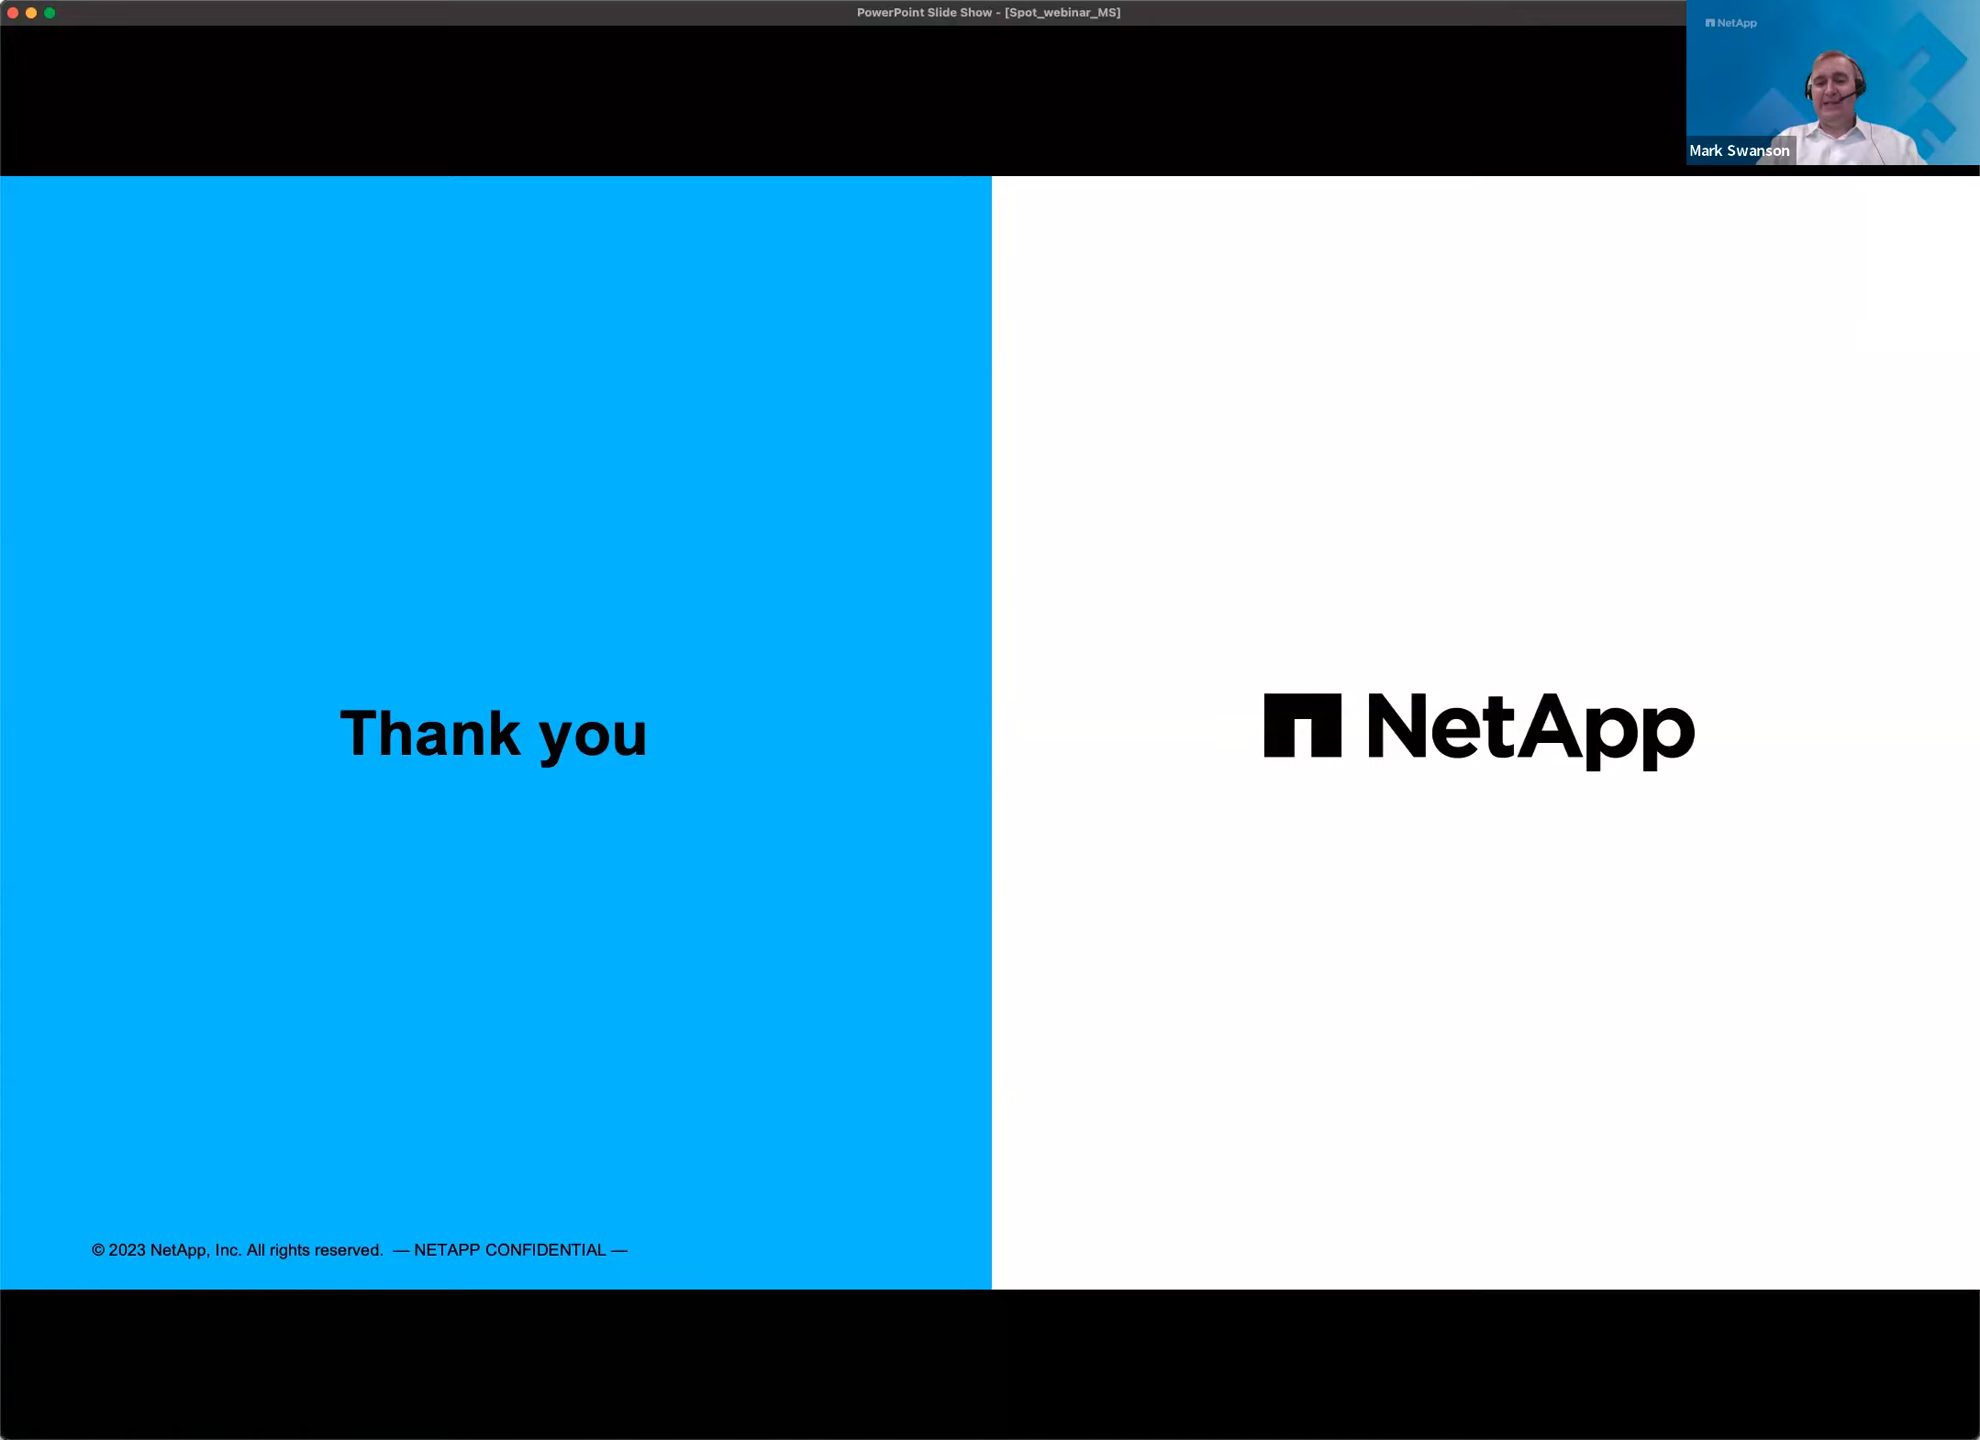 PowerPoint Slide Show - [Spot_webinar_MS]
NetApp
Mark Swanson
Thank you
NetApp
© 2023 NetApp, Inc. All rights reserved. — NETAPP CONFIDENTIAL —